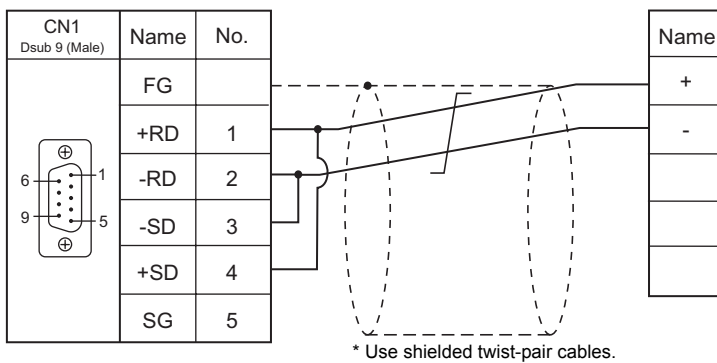 CN1
Dsub 9 (Male)
Name No.
FG
+RD 1
-RD 2
-SD 3
+SD 4
SG 5
6 1
9 5
Name
+
-
* Use shielded twist-pair cables.